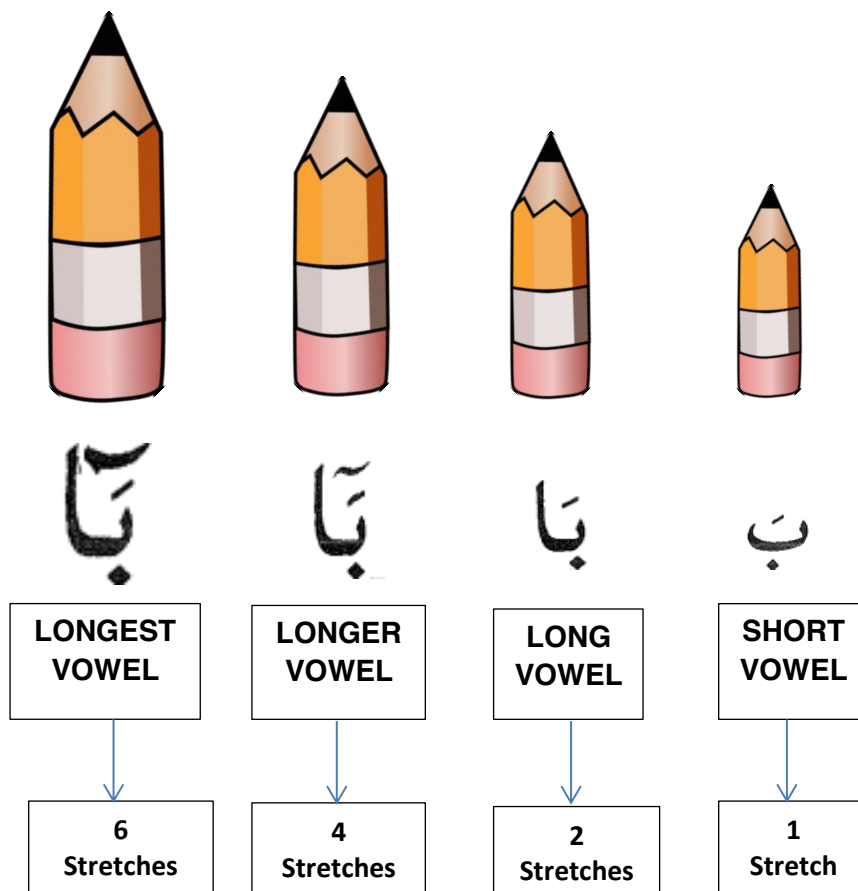 بَآ بَآ بَا بَ
LONGEST VOWEL
LONGER VOWEL
LONG VOWEL
SHORT VOWEL
6 Stretches
4 Stretches
2 Stretches
1 Stretch